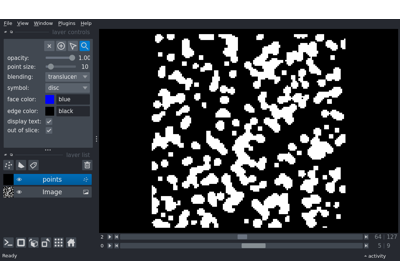 File View Window Plugins Help
layer controls
opacity: 1.00
point size: 10
blending: translucen
symbol: disc
face color: blue
edge color: black
display text:
out of slice:
layer list
points
Image
2 64 127
0 5 9
Ready activity